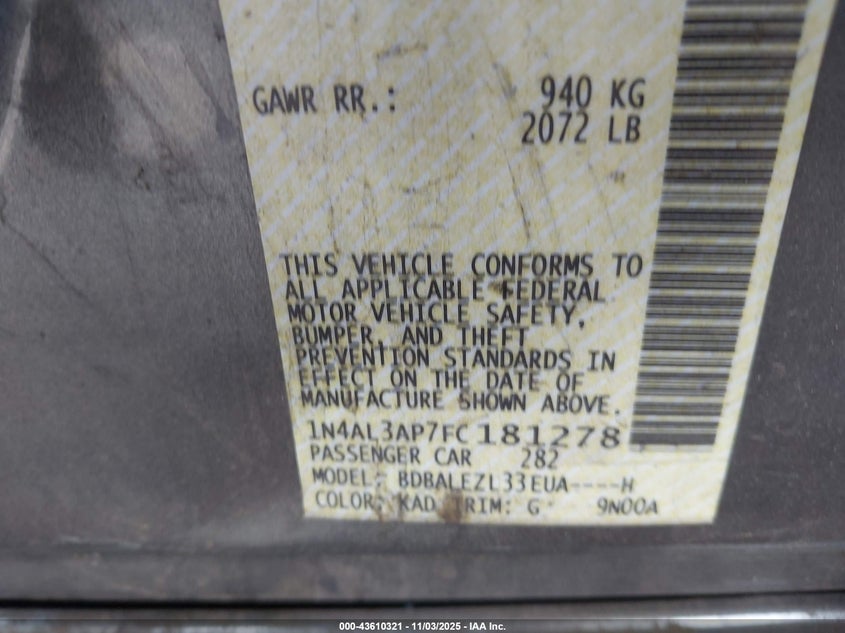 GAWR RR.: 940 KG
2072 LB
THIS VEHICLE CONFORMS TO
ALL APPLICABLE FEDERAL
MOTOR VEHICLE SAFETY,
BUMPER, AND THEFT
PREVENTION STANDARDS IN
EFFECT ON THE DATE OF
MANUFACTURE SHOWN ABOVE.
1N4AL3AP7FC181278
PASSENGER CAR 282
MODEL: BDBALEZL33EUA----H
COLOR: KAD TRIM: G 9N00A
000-43610321 - 11/03/2025 - IAA Inc.